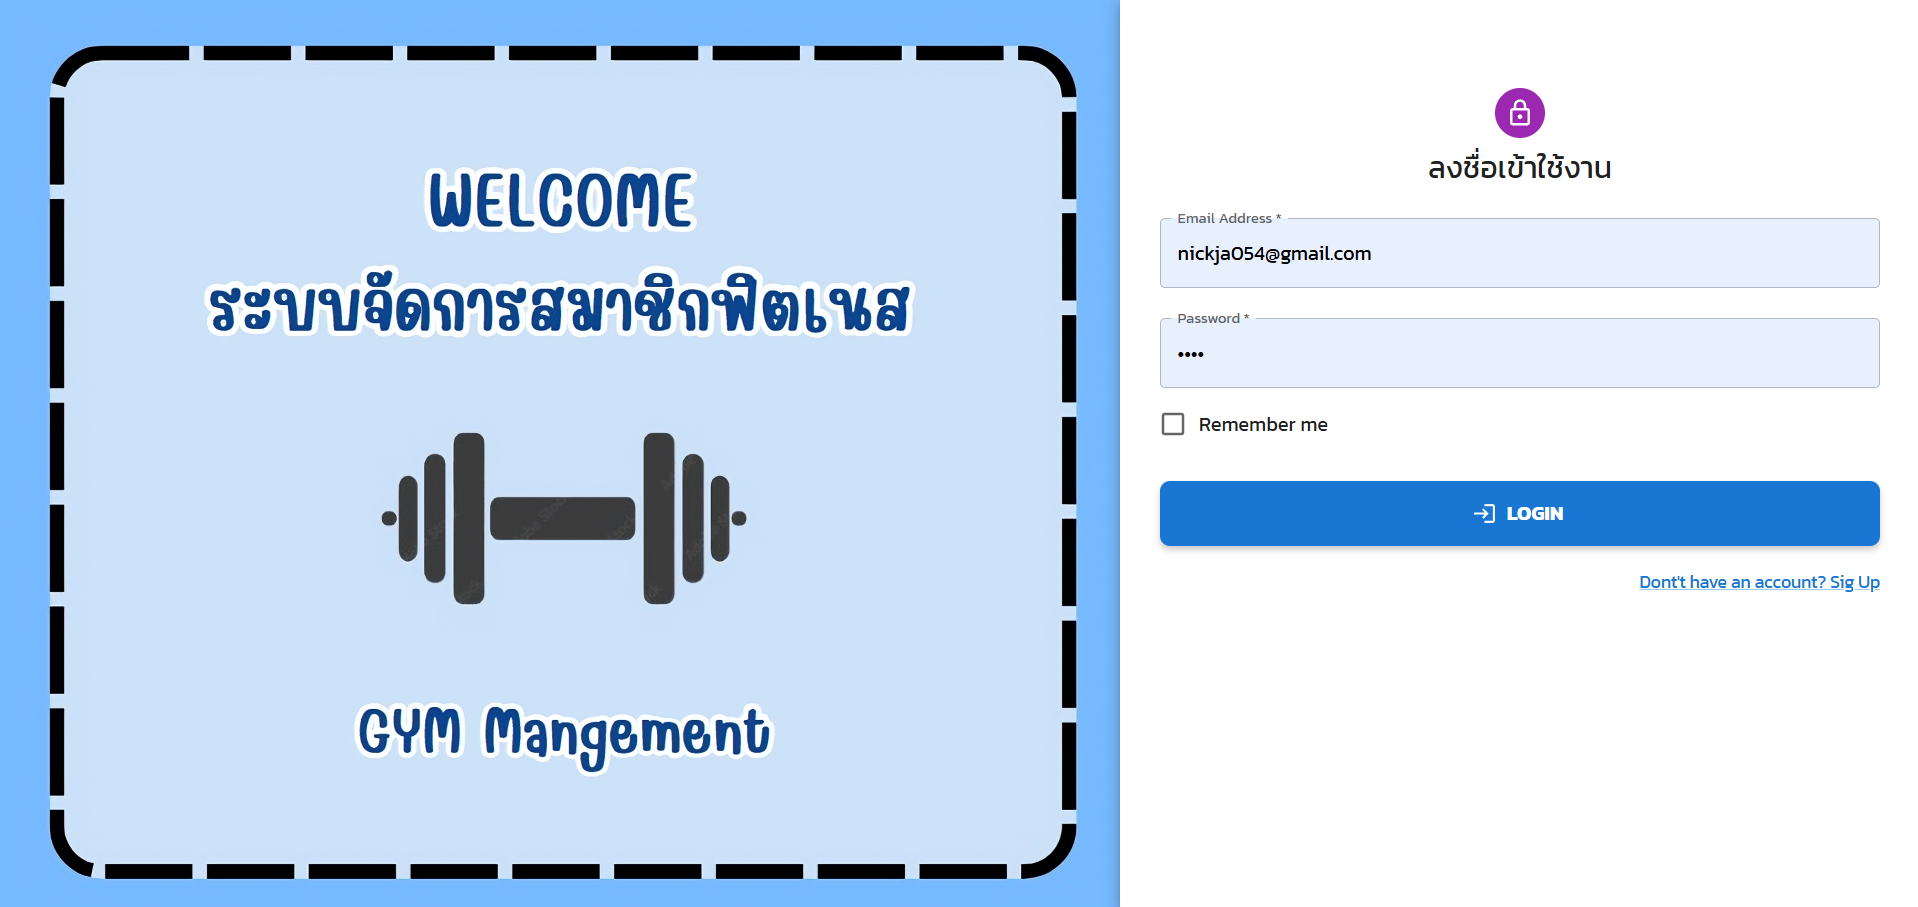 WELCOME
ระบบจัดการสมาชิกฟิตเนส
GYM Mangement
ลงชื่อเข้าใช้งาน
Email Address *
nickja054@gmail.com
Password *
••••
Remember me
LOGIN
Dont't have an account? Sig Up